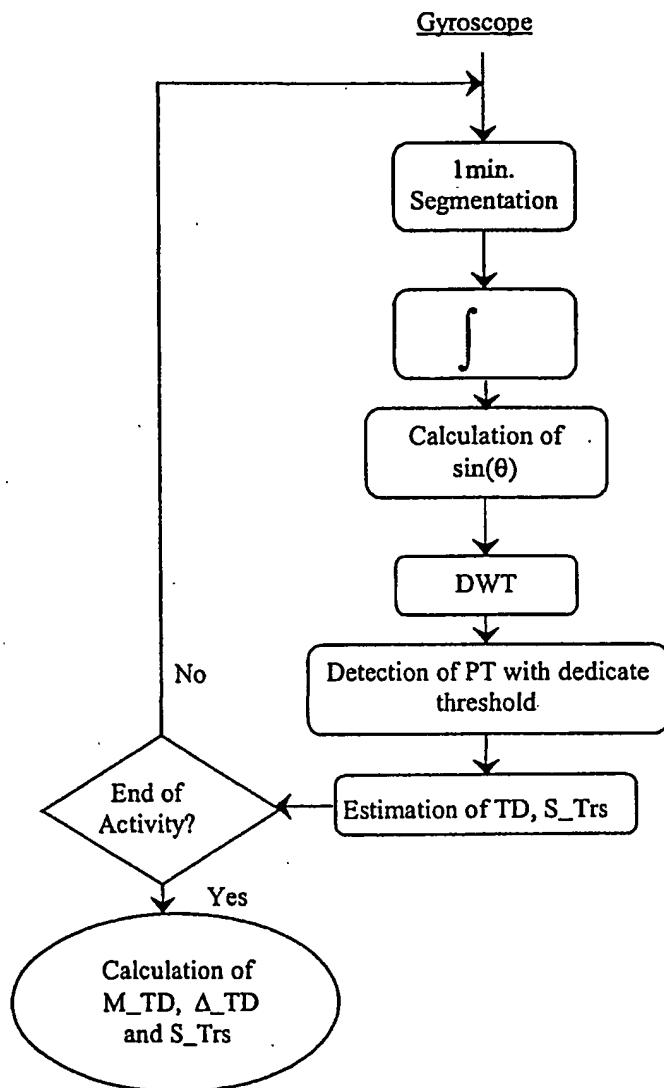 Gyroscope
1min.
Segmentation
∫
Calculation of
sin(θ)
DWT
Detection of PT with dedicate
threshold
Estimation of TD, S_Trs
No
End of
Activity?
Yes
Calculation of
M_TD, Δ_TD
and S_Trs